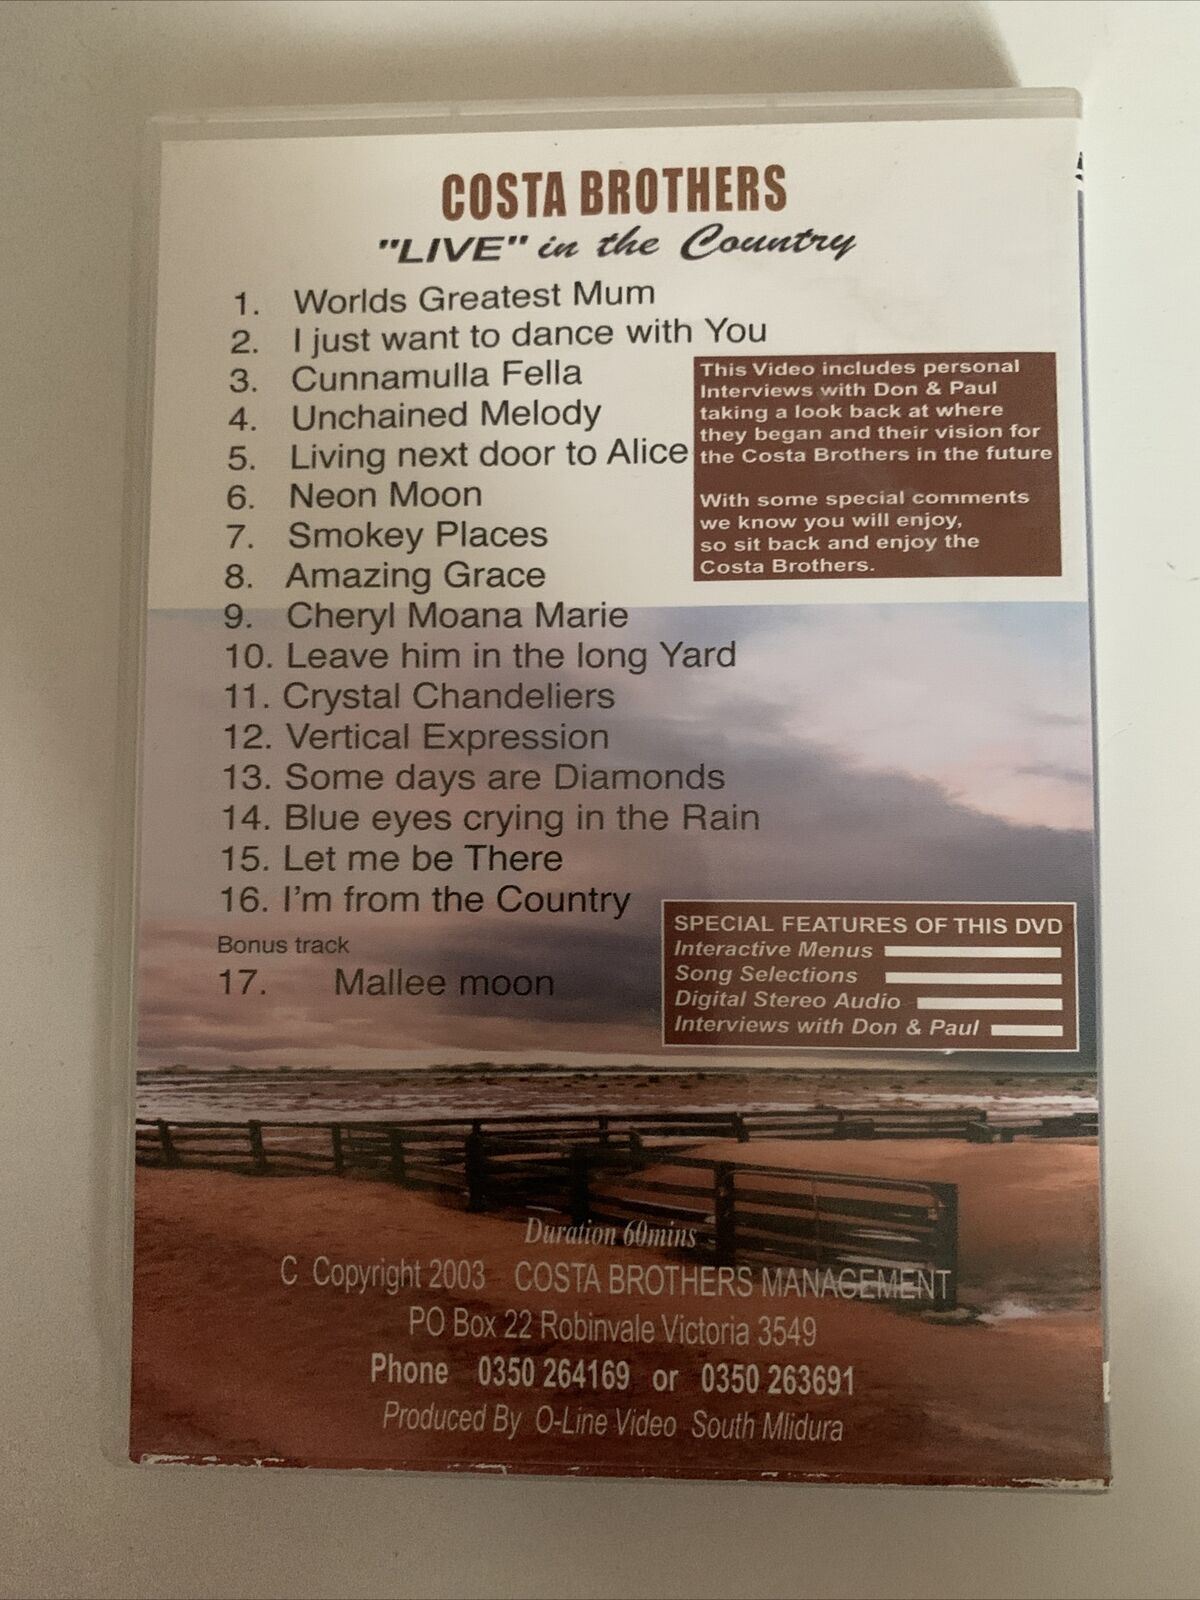 COSTA BROTHERS
"LIVE" in the Country
1. Worlds Greatest Mum
2. I just want to dance with You
3. Cunnamulla Fella
4. Unchained Melody
5. Living next door to Alice
6. Neon Moon
7. Smokey Places
8. Amazing Grace
9. Cheryl Moana Marie
10. Leave him in the long Yard
11. Crystal Chandeliers
12. Vertical Expression
13. Some days are Diamonds
14. Blue eyes crying in the Rain
15. Let me be There
16. I'm from the Country
Bonus track
17. Mallee moon
This Video includes personal
Interviews with Don & Paul
taking a look back at where
they began and their vision for
the Costa Brothers in the future
With some special comments
we know you will enjoy,
so sit back and enjoy the
Costa Brothers.
SPECIAL FEATURES OF THIS DVD
Interactive Menus
Song Selections
Digital Stereo Audio
Interviews with Don & Paul
Duration 60mins
C Copyright 2003 COSTA BROTHERS MANAGEMENT
PO Box 22 Robinvale Victoria 3549
Phone 0350 264169 or 0350 263691
Produced By O-Line Video South Mlidura